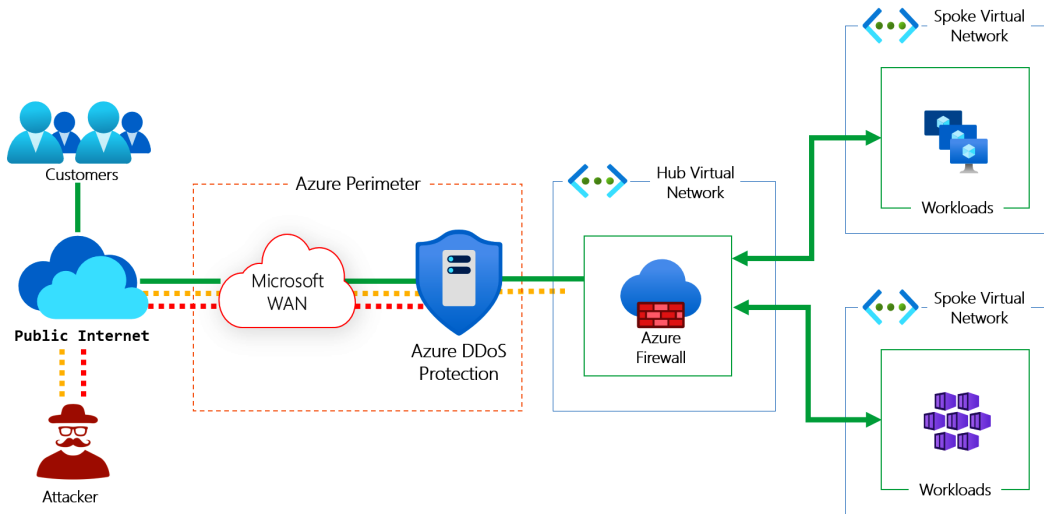 Customers
Public Internet
Attacker
Azure Perimeter
Microsoft
WAN
Azure DDoS
Protection
Hub Virtual
Network
Azure
Firewall
Spoke Virtual
Network
Workloads
Spoke Virtual
Network
Workloads